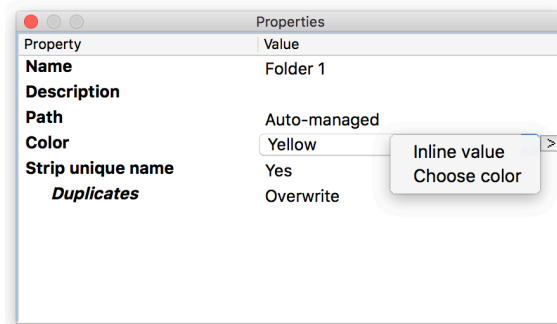 Properties
Property Value
Name Folder 1
Description
Path Auto-managed
Color Yellow >
Inline value
Choose color
Strip unique name Yes
Duplicates Overwrite